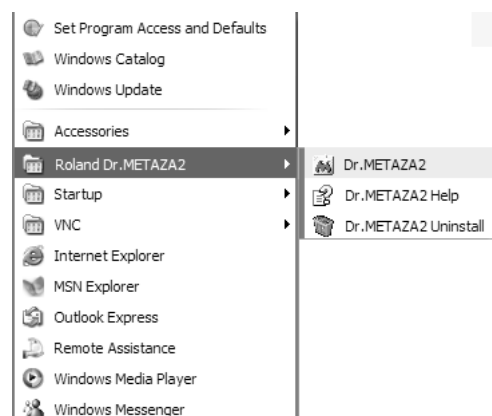 Set Program Access and Defaults
Windows Catalog
Windows Update
Accessories
Roland Dr.METAZA2
Startup
VNC
Internet Explorer
MSN Explorer
Outlook Express
Remote Assistance
Windows Media Player
Windows Messenger
Dr.METAZA2
Dr.METAZA2 Help
Dr.METAZA2 Uninstall